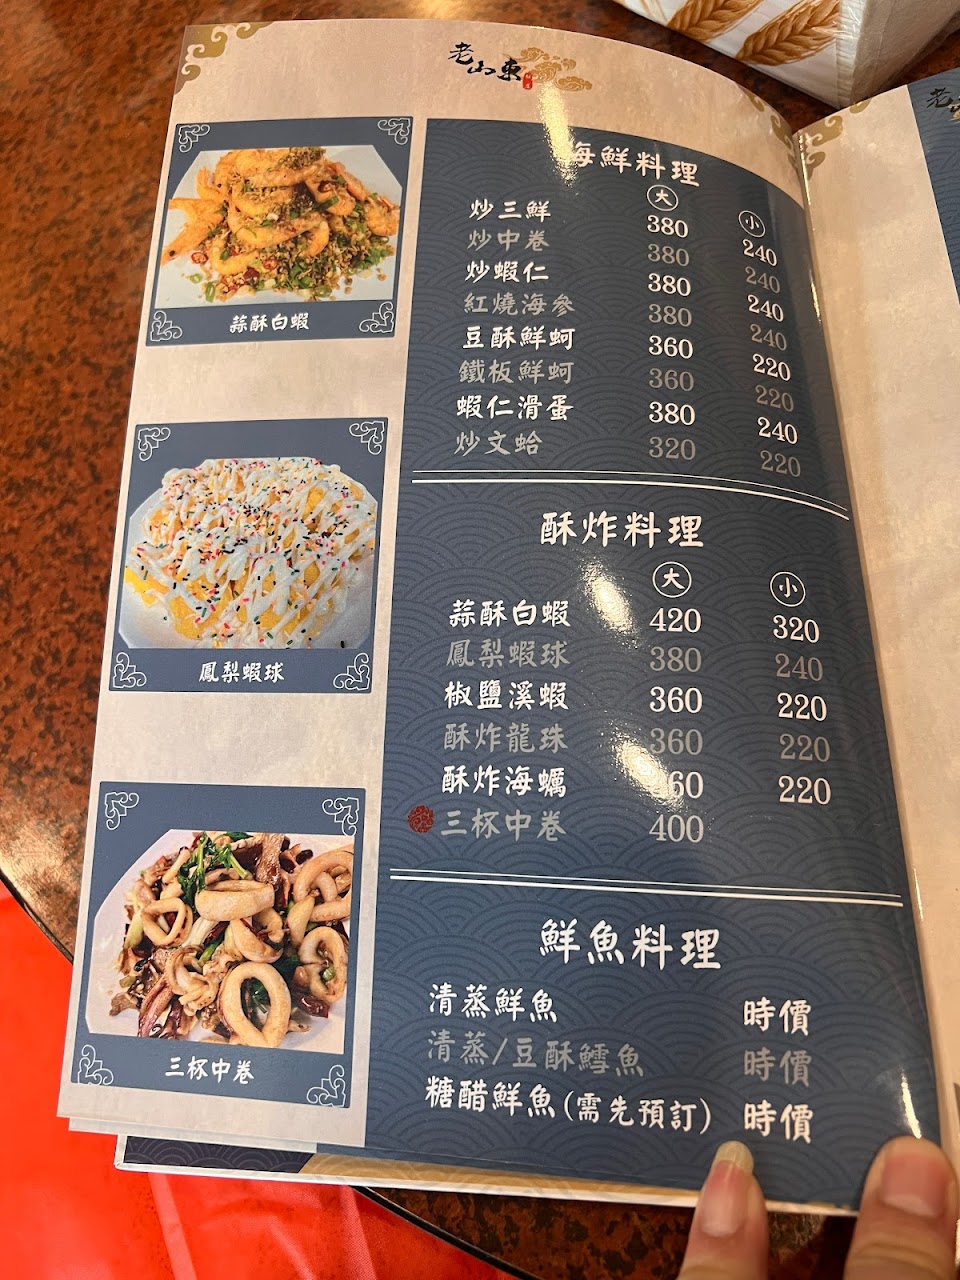 老山東
蒜酥白蝦
鳳梨蝦球
三杯中卷
海鮮料理
大 小
炒三鮮 380 240
炒中卷 380 240
炒蝦仁 380 240
紅燒海參 380 240
豆酥鮮蚵 360 220
鐵板鮮蚵 360 220
蝦仁滑蛋 380 240
炒文蛤 320 220
酥炸料理
大 小
蒜酥白蝦 420 320
鳳梨蝦球 380 240
椒鹽溪蝦 360 220
酥炸龍珠 360 220
酥炸海蠣 60 220
三杯中卷 400
鮮魚料理
清蒸鮮魚 時價
清蒸/豆酥鱈魚 時價
糖醋鮮魚(需先預訂) 時價
老